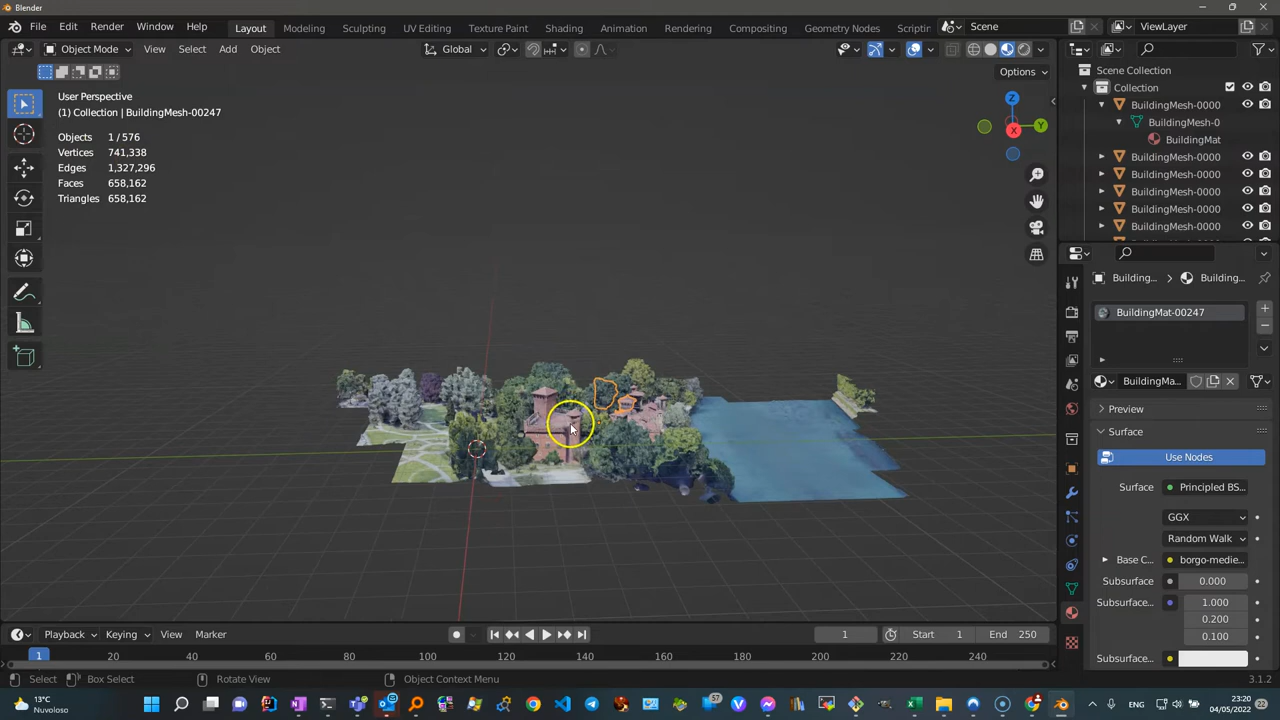 Blender
File Edit Render Window Help Layout Modeling Sculpting UV Editing Texture Paint Shading Animation Rendering Compositing Geometry Nodes Scriptin Scene ViewLayer
Object Mode View Select Add Object Global
Options
User Perspective
(1) Collection | BuildingMesh-00247
Objects 1 / 576
Vertices 741,338
Edges 1,327,296
Faces 658,162
Triangles 658,162
Z
Y
X
Scene Collection
Collection
BuildingMesh-0000
BuildingMesh-0
BuildingMat
BuildingMesh-0000
BuildingMesh-0000
BuildingMesh-0000
BuildingMesh-0000
BuildingMesh-0000
Building... > Building...
BuildingMat-00247
BuildingMa...
Preview
Surface
Use Nodes
Surface Principled BS...
GGX
Random Walk
Base C... borgo-medie...
Subsurface 0.000
Subsurface... 1.000
0.200
0.100
Subsurface...
Playback Keying View Marker 1 Start 1 End 250
1 20 40 60 80 100 120 140 160 180 200 220 240
Select Box Select Rotate View Object Context Menu 3.1.2
13°C
Nuvoloso
57
23:20
04/05/2022